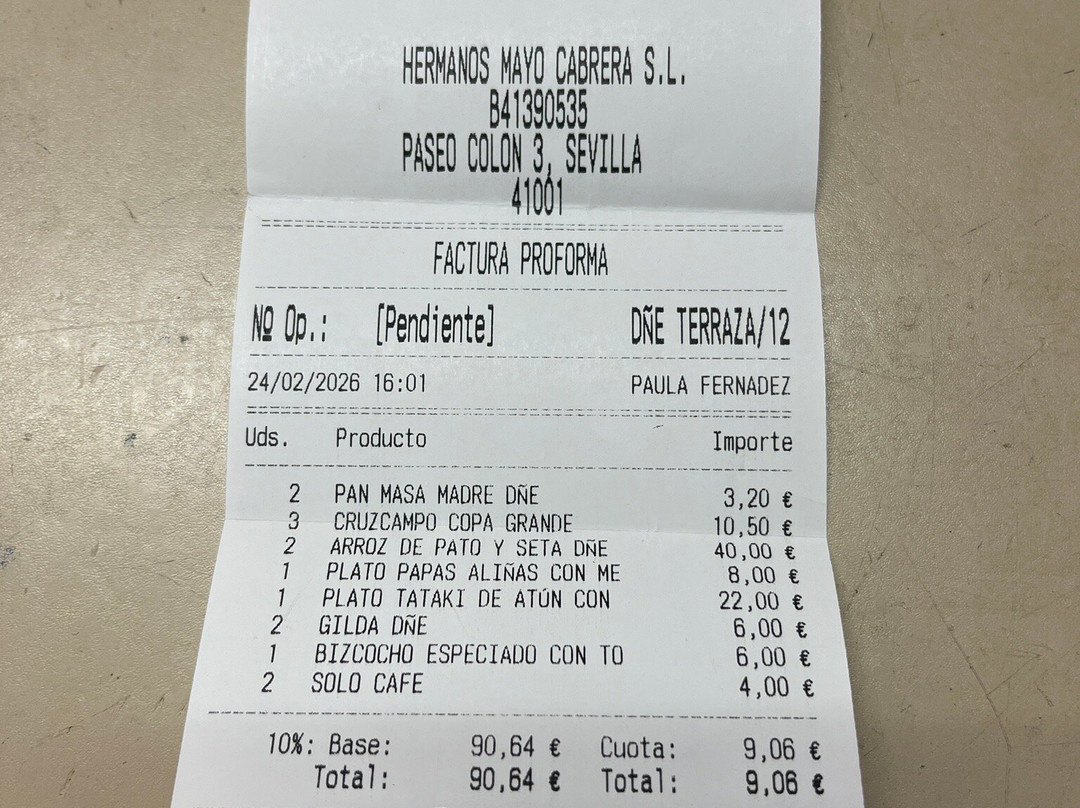 HERMANOS MAYO CABRERA S.L.
B41390535
PASEO COLON 3, SEVILLA
41001
FACTURA PROFORMA
Nº Op.: [Pendiente] DÑE TERRAZA/12
24/02/2026 16:01 PAULA FERNADEZ
Uds. Producto Importe
2 PAN MASA MADRE DÑE 3,20 €
3 CRUZCAMPO COPA GRANDE 10,50 €
2 ARROZ DE PATO Y SETA DÑE 40,00 €
1 PLATO PAPAS ALIÑAS CON ME 8,00 €
1 PLATO TATAKI DE ATÚN CON 22,00 €
2 GILDA DÑE 6,00 €
1 BIZCOCHO ESPECIADO CON TO 6,00 €
2 SOLO CAFE 4,00 €
10%: Base: 90,64 € Cuota: 9,06 €
Total: 90,64 € Total: 9,06 €